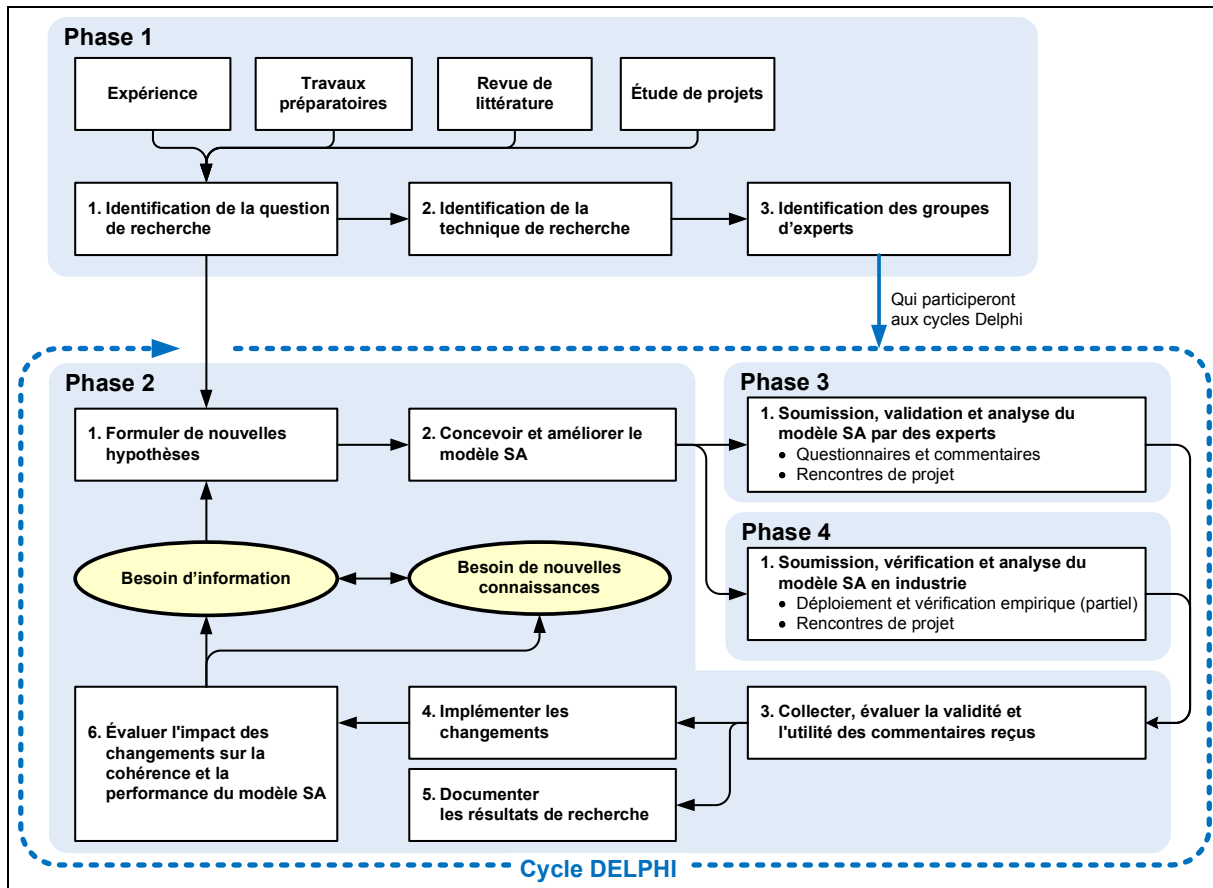 Phase 1
Expérience
Travaux
préparatoires
Revue de
littérature
Étude de projets
1. Identification de la question
de recherche
2. Identification de la
technique de recherche
3. Identification des groupes
d'experts
Qui participeront
aux cycles Delphi
Phase 2
1. Formuler de nouvelles
hypothèses
2. Concevoir et améliorer le
modèle SA
Phase 3
1. Soumission, validation et analyse du
modèle SA par des experts
• Questionnaires et commentaires
• Rencontres de projet
Phase 4
1. Soumission, vérification et analyse du
modèle SA en industrie
• Déploiement et vérification empirique (partiel)
• Rencontres de projet
Besoin d'information
Besoin de nouvelles
connaissances
6. Évaluer l'impact des
changements sur la
cohérence et la
performance du modèle SA
4. Implémenter les
changements
3. Collecter, évaluer la validité et
l'utilité des commentaires reçus
5. Documenter
les résultats de recherche
Cycle DELPHI